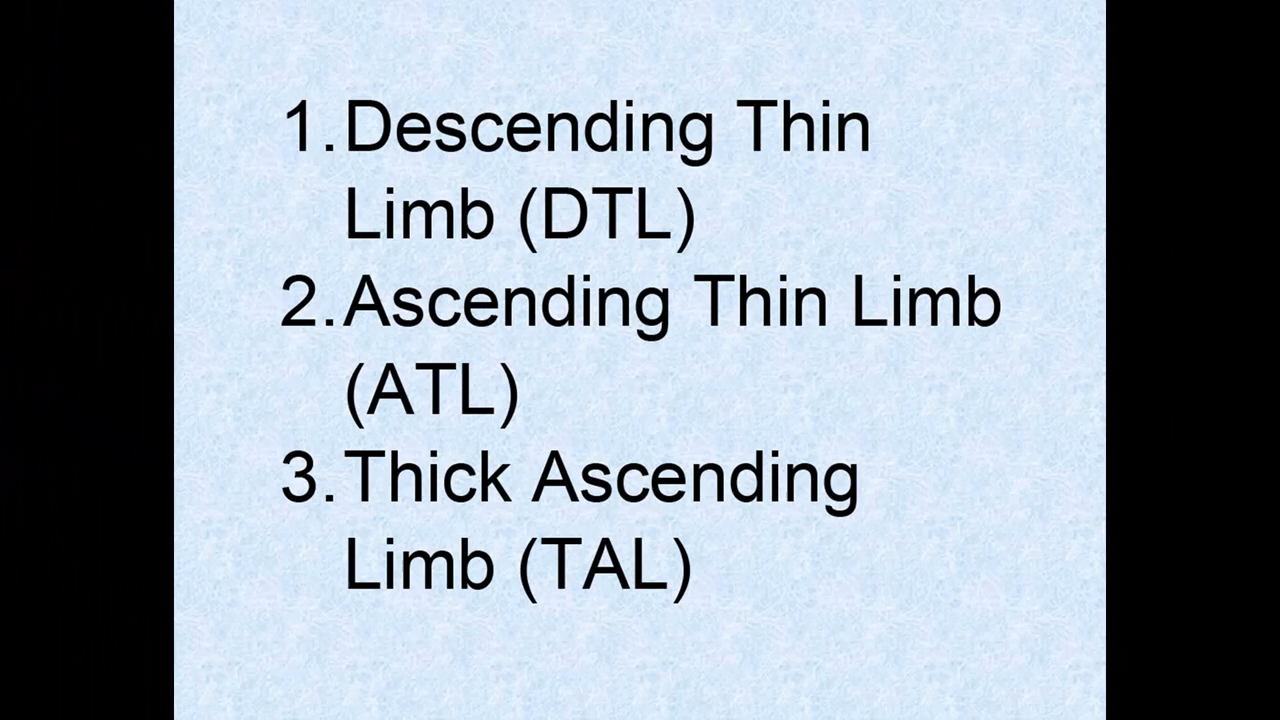 1.Descending Thin
Limb (DTL)
2.Ascending Thin Limb
(ATL)
3.Thick Ascending
Limb (TAL)